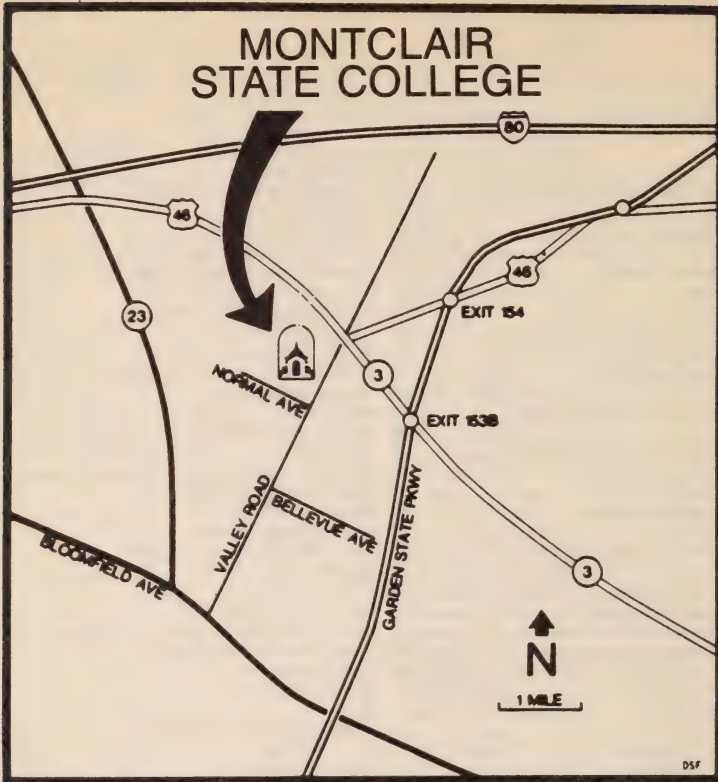 MONTCLAIR
STATE COLLEGE
80
46
46
23
EXIT 154
3
NORMAL AVE
EXIT 153B
VALLEY ROAD
BELLEVUE AVE
GARDEN STATE PKWY
BLOOMFIELD AVE
3
N
1 MILE
DSF